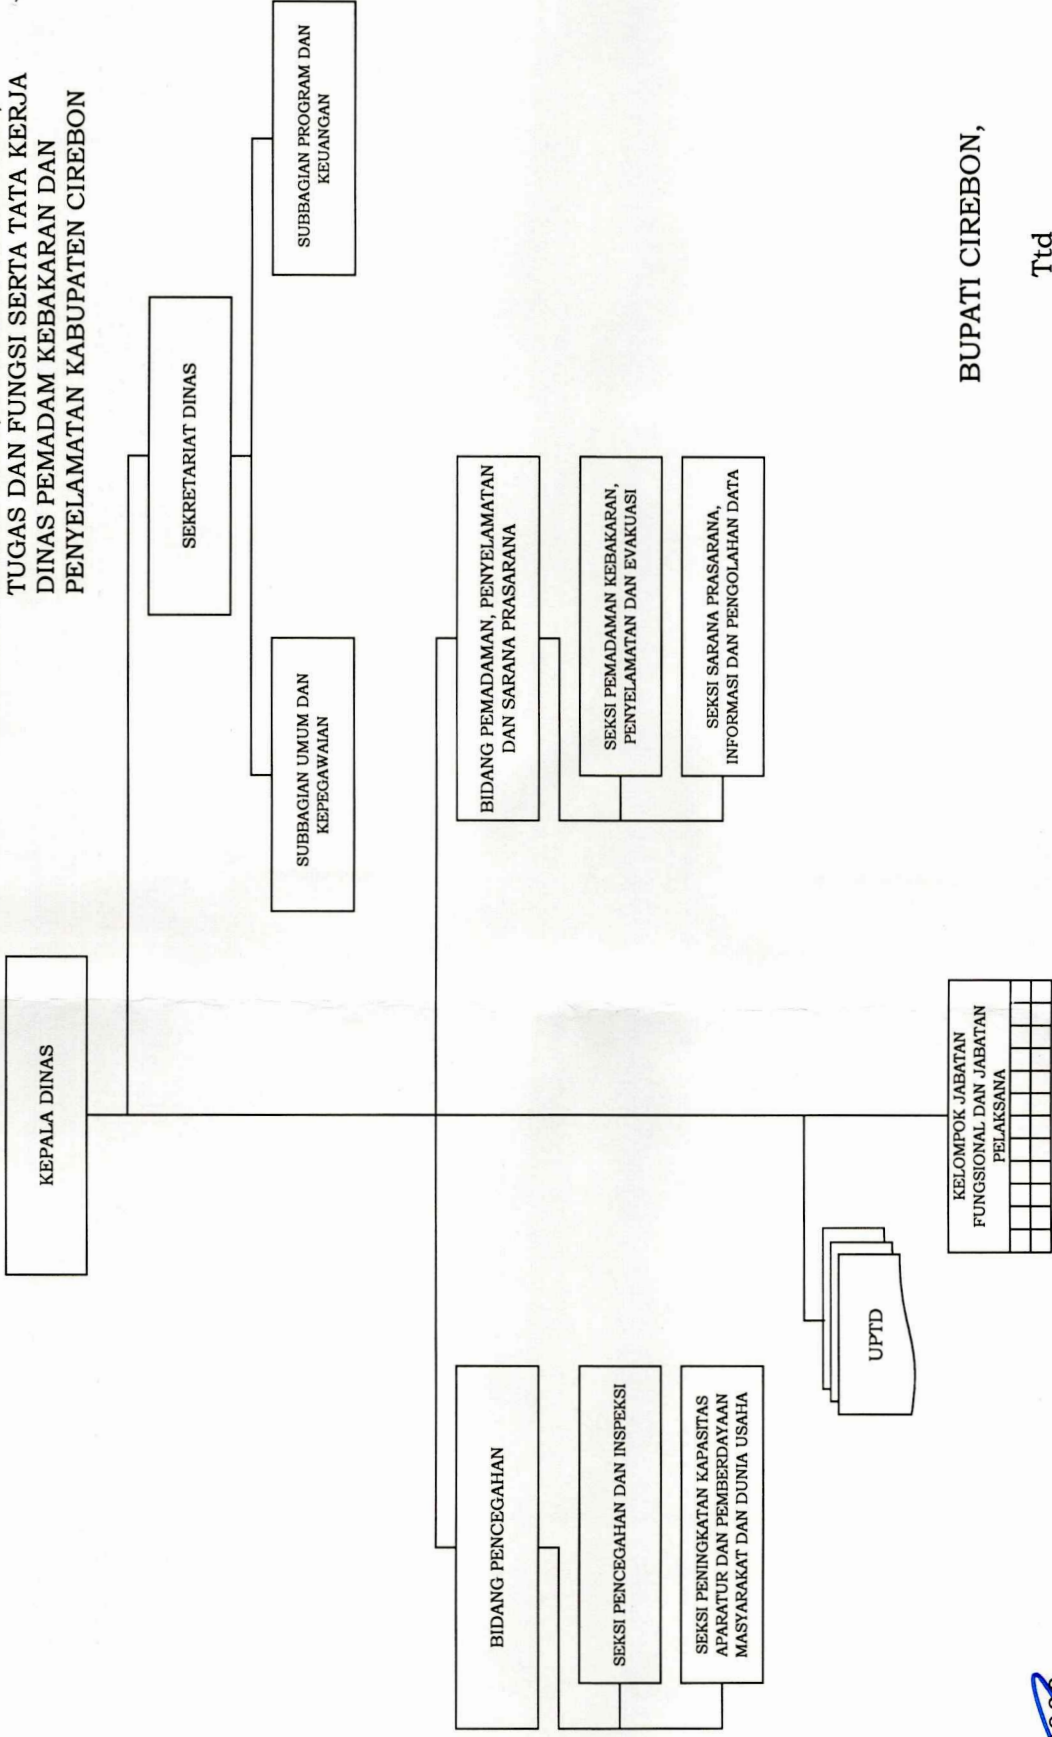 TUGAS DAN FUNGSI SERTA TATA KERJA
DINAS PEMADAM KEBAKARAN DAN
PENYELAMATAN KABUPATEN CIREBON
KEPALA DINAS
SEKRETARIAT DINAS
SUBBAGIAN UMUM DAN
KEPEGAWAIAN
SUBBAGIAN PROGRAM DAN
KEUANGAN
BIDANG PENCEGAHAN
SEKSI PENCEGAHAN DAN INSPEKSI
SEKSI PENINGKATAN KAPASITAS
APARATUR DAN PEMBERDAYAAN
MASYARAKAT DAN DUNIA USAHA
BIDANG PEMADAMAN, PENYELAMATAN
DAN SARANA PRASARANA
SEKSI PEMADAMAN KEBAKARAN,
PENYELAMATAN DAN EVAKUASI
SEKSI SARANA PRASARANA,
INFORMASI DAN PENGOLAHAN DATA
UPTD
KELOMPOK JABATAN
FUNGSIONAL DAN JABATAN
PELAKSANA
BUPATI CIREBON,
Ttd